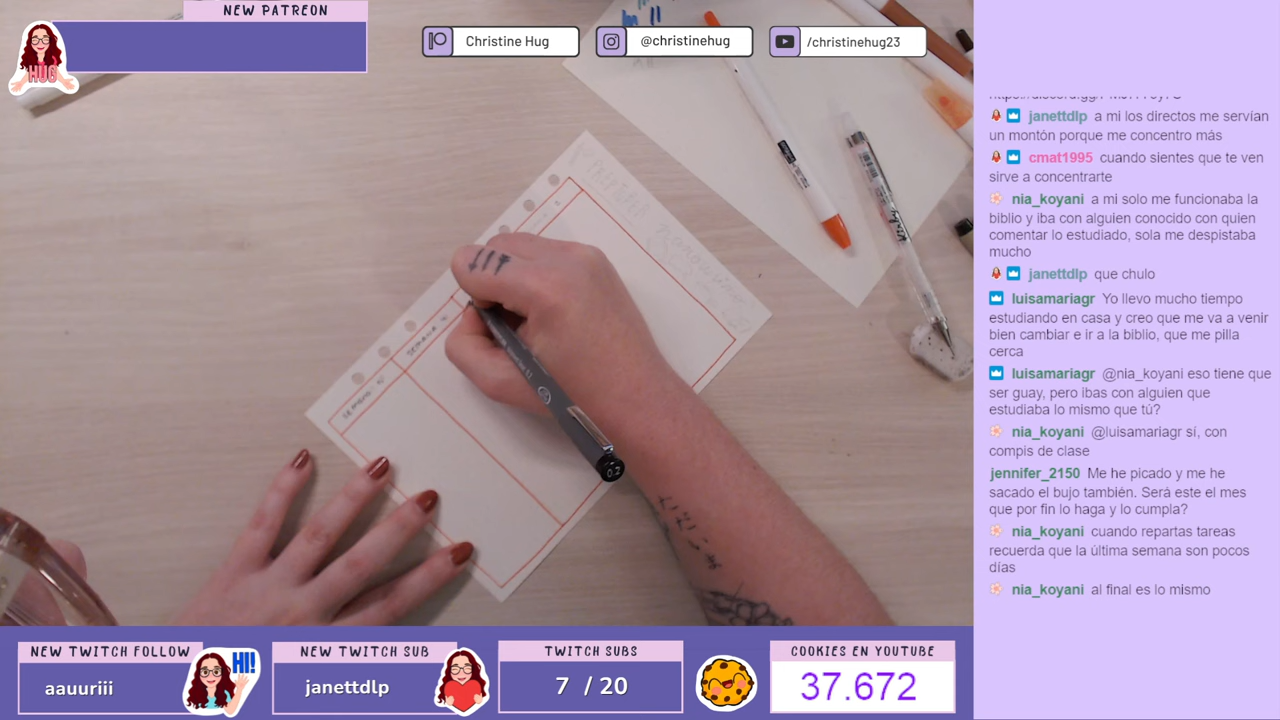 NEW PATREON
HUG
Christine Hug
@christinehug
/christinehug23
janettdlp a mi los directos me servían
un montón porque me concentro más
cmat1995 cuando sientes que te ven
sirve a concentrarte
nia_koyani a mi solo me funcionaba la
biblio y iba con alguien conocido con quien
comentar lo estudiado, sola me despistaba
mucho
janettdlp que chulo
luisamariagr Yo llevo mucho tiempo
estudiando en casa y creo que me va a venir
bien cambiar e ir a la biblio, que me pilla
cerca
luisamariagr @nia_koyani eso tiene que
ser guay, pero ibas con alguien que
estudiaba lo mismo que tú?
nia_koyani @luisamariagr sí, con
compis de clase
jennifer_2150 Me he picado y me he
sacado el bujo también. Será este el mes
que por fin lo haga y lo cumpla?
nia_koyani cuando repartas tareas
recuerda que la última semana son pocos
días
nia_koyani al final es lo mismo
SEMANA
SEMANA
0.2
NEW TWITCH FOLLOW
aauuriii
HI!
NEW TWITCH SUB
janettdlp
TWITCH SUBS
7 / 20
COOKIES EN YOUTUBE
37.672